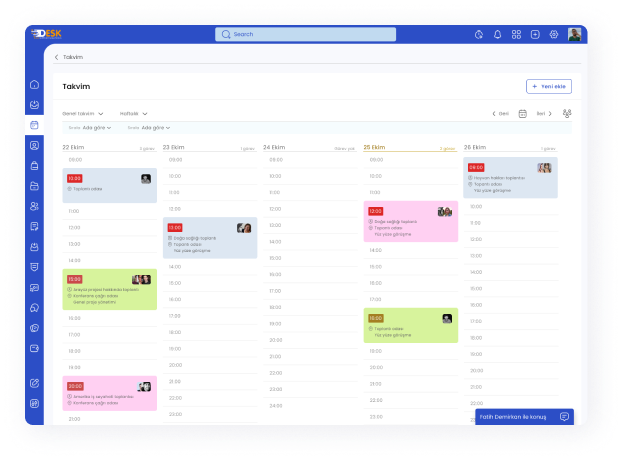 DESK
Search
Takvim
Takvim
+ Yeni ekle
Genel takvim
Haftalık
Geri
İleri
Sırala: Ada göre
Sırala: Ada göre
22 Ekim
09:00
10:00
Toplantı odası
11:00
12:00
13:00
14:00
15:00
Arayüz projesi hakkında toplantı
Konferans çağrı odası
Genel proje yönetimi
16:00
17:00
18:00
19:00
20:00
Amerika iş seyahati toplantısı
Konferans çağrı odası
21:00
23 Ekim
1 görev
09:00
10:00
11:00
12:00
13:00
Doğa sağlığı toplantı
Toplantı odası
Yüz yüze görüşme
14:00
15:00
16:00
17:00
18:00
19:00
20:00
21:00
22:00
23:00
24 Ekim
Görev yok
09:00
10:00
11:00
12:00
13:00
14:00
15:00
16:00
17:00
18:00
19:00
20:00
21:00
22:00
23:00
24:00
25 Ekim
2 görev
09:00
10:00
11:00
Doğa sağlığı toplantı
Toplantı odası
Yüz yüze görüşme
14:00
15:00
16:00
17:00
18:00
Toplantı odası
Yüz yüze görüşme
19:00
20:00
21:00
22:00
23:00
26 Ekim
1 görev
09:00
Hayvan hakları toplantısı
Toplantı odası
Yüz yüze görüşme
10:00
11:00
12:00
13:00
14:00
15:00
16:00
17:00
18:00
19:00
20:00
21:00
22:00
Fatih Demirkan ile konuş